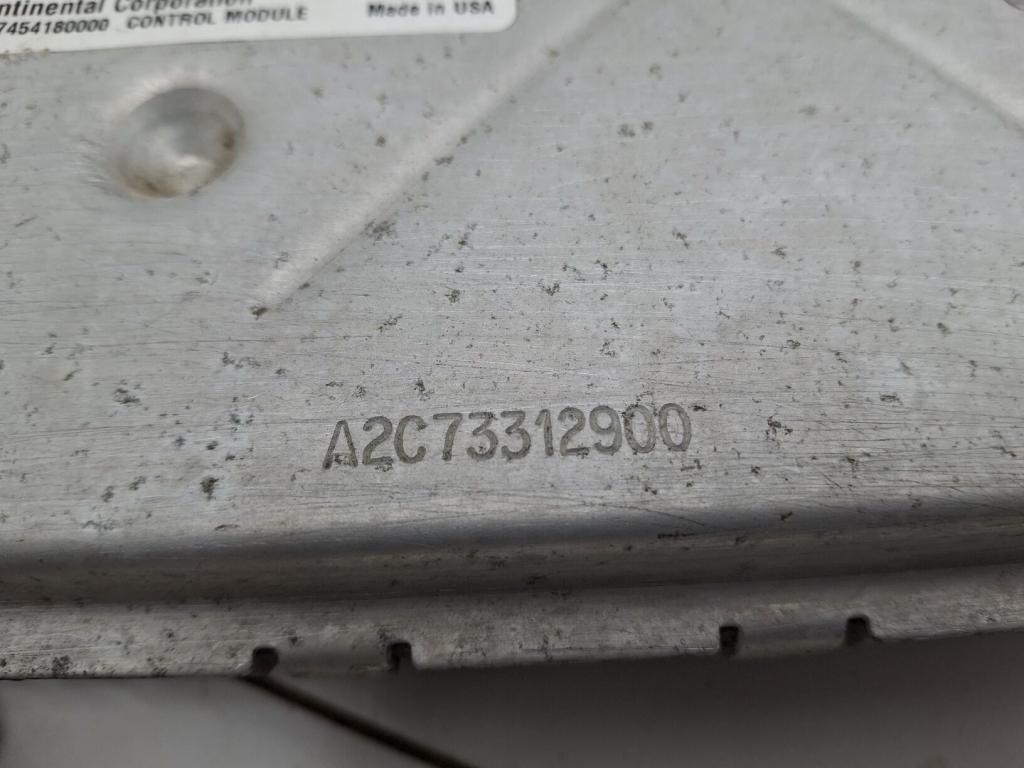 ntinental Corporation
7454180000 CONTROL MODULE Made in USA
A2C73312900